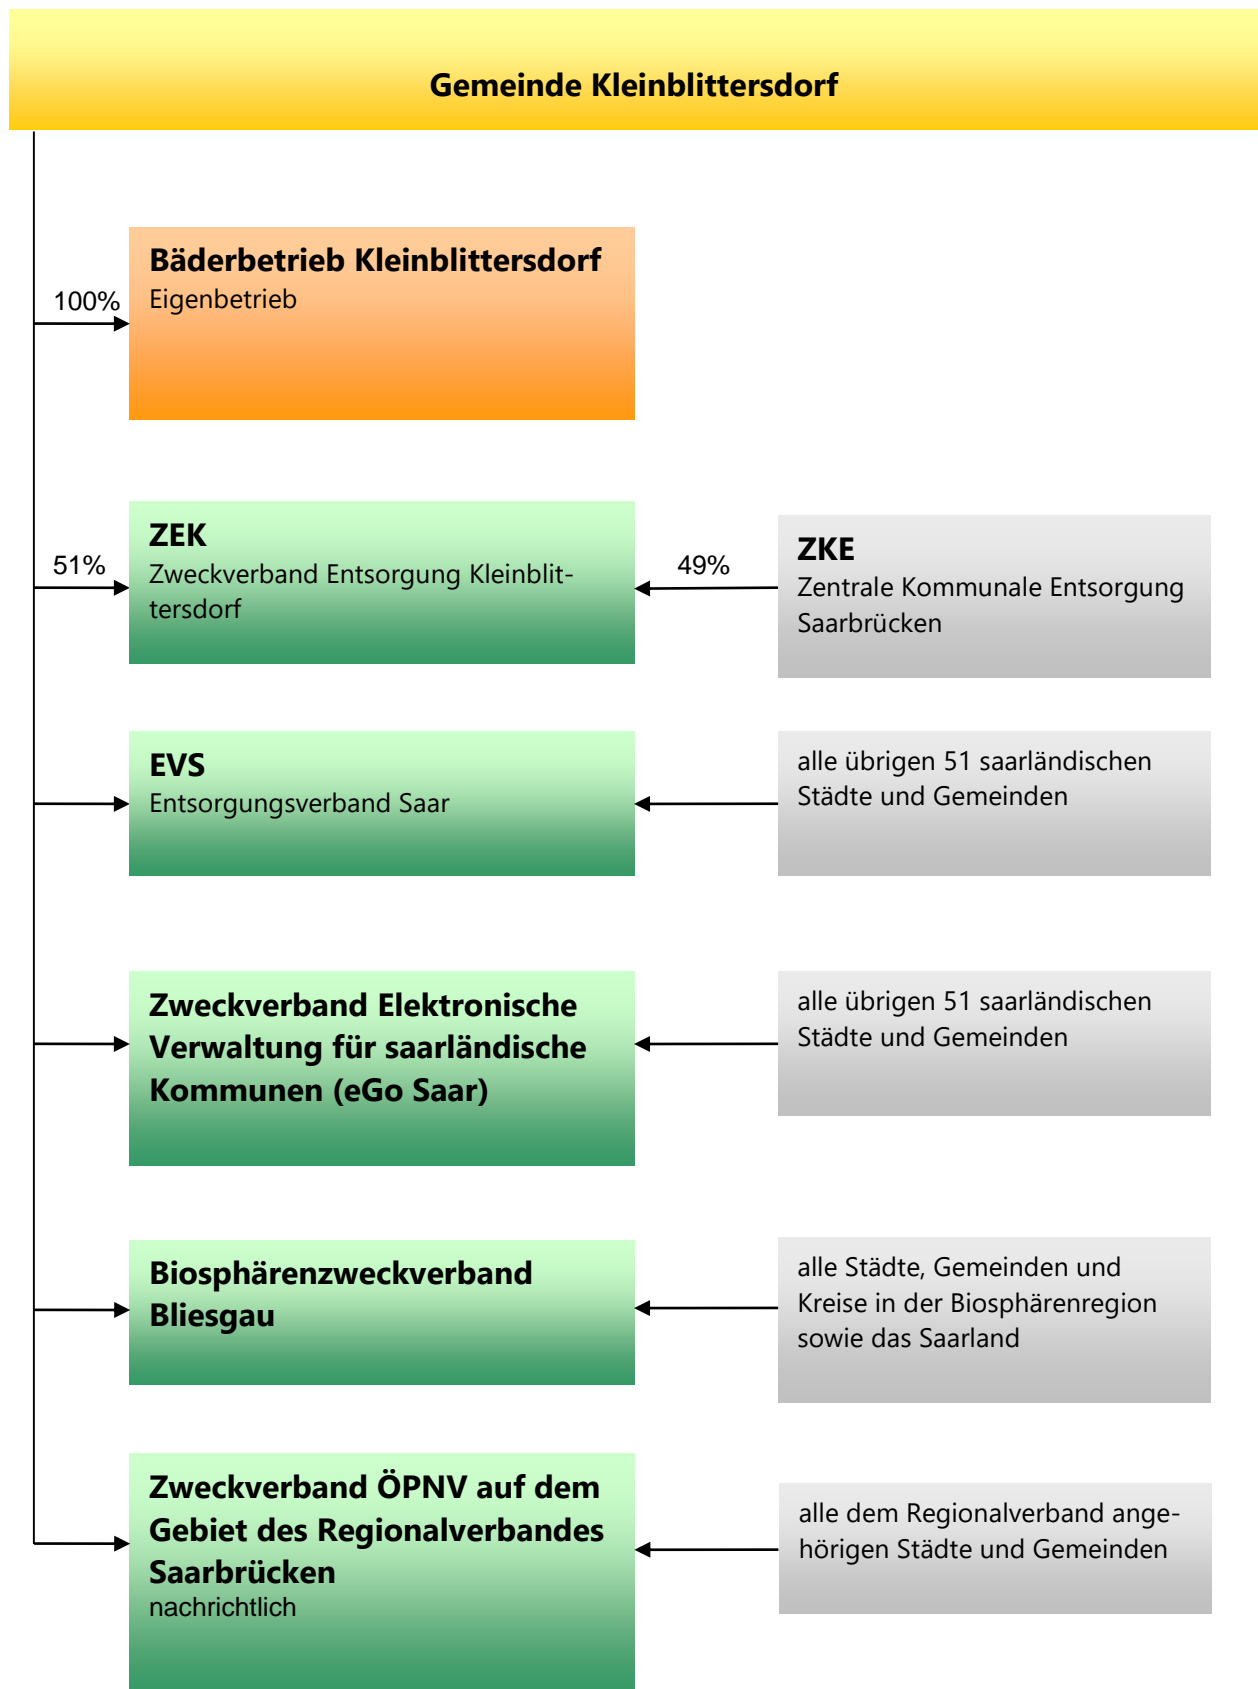 Gemeinde Kleinblittersdorf
Bäderbetrieb Kleinblittersdorf
Eigenbetrieb
100%
ZEK
Zweckverband Entsorgung Kleinblit-
tersdorf
51%
49%
ZKE
Zentrale Kommunale Entsorgung
Saarbrücken
EVS
Entsorgungsverband Saar
alle übrigen 51 saarländischen
Städte und Gemeinden
Zweckverband Elektronische
Verwaltung für saarländische
Kommunen (eGo Saar)
alle übrigen 51 saarländischen
Städte und Gemeinden
Biosphärenzweckverband
Bliesgau
alle Städte, Gemeinden und
Kreise in der Biosphärenregion
sowie das Saarland
Zweckverband ÖPNV auf dem
Gebiet des Regionalverbandes
Saarbrücken
nachrichtlich
alle dem Regionalverband ange-
hörigen Städte und Gemeinden